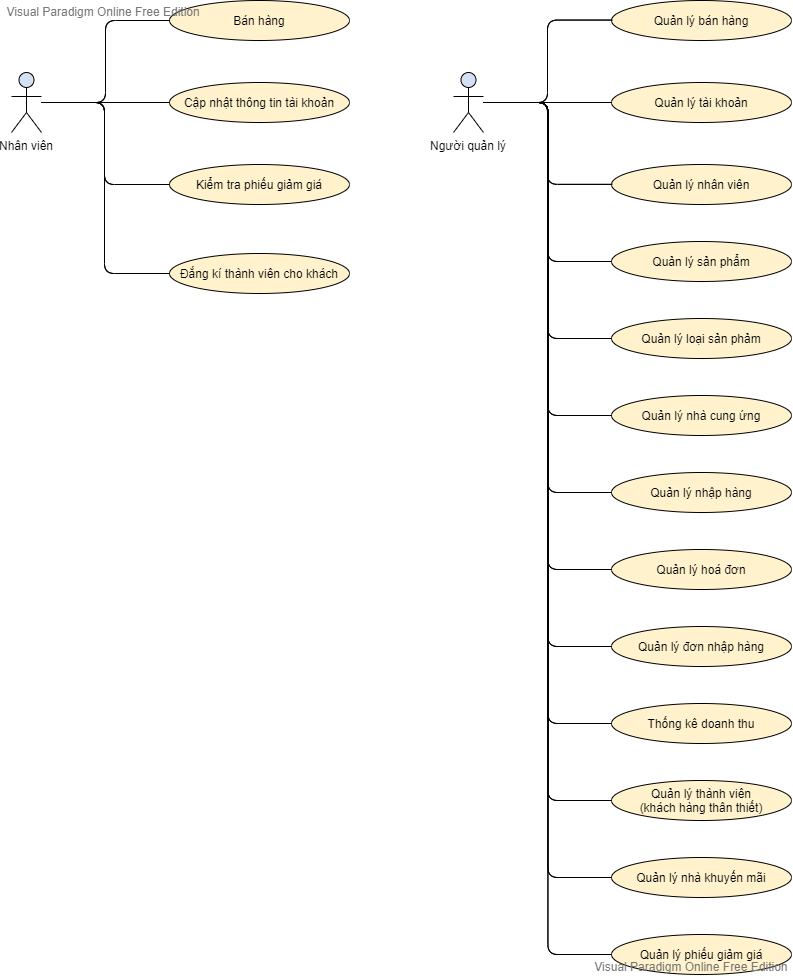 Visual Paradigm Online Free Edition
Nhân viên
Bán hàng
Cập nhật thông tin tài khoản
Kiểm tra phiếu giảm giá
Đắng kí thành viên cho khách
Người quản lý
Quản lý bán hàng
Quản lý tài khoản
Quản lý nhân viên
Quản lý sản phẩm
Quản lý loại sản phảm
Quản lý nhà cung ứng
Quản lý nhập hàng
Quản lý hoá đơn
Quản lý đơn nhập hàng
Thống kê doanh thu
Quản lý thành viên
(khách hàng thân thiết)
Quản lý nhà khuyến mãi
Quản lý phiếu giảm giá
Visual Paradigm Online Free Edition